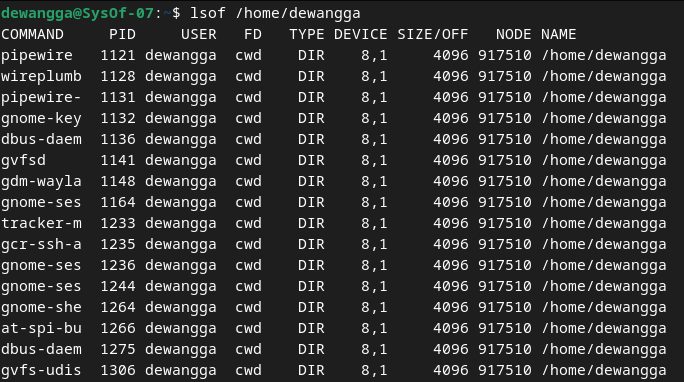 dewangga@SysOf-07:~$ lsof /home/dewangga
COMMAND     PID     USER   FD   TYPE DEVICE SIZE/OFF   NODE NAME
pipewire   1121 dewangga  cwd    DIR    8,1     4096 917510 /home/dewangga
wireplumb  1128 dewangga  cwd    DIR    8,1     4096 917510 /home/dewangga
pipewire-  1131 dewangga  cwd    DIR    8,1     4096 917510 /home/dewangga
gnome-key  1132 dewangga  cwd    DIR    8,1     4096 917510 /home/dewangga
dbus-daem  1136 dewangga  cwd    DIR    8,1     4096 917510 /home/dewangga
gvfsd      1141 dewangga  cwd    DIR    8,1     4096 917510 /home/dewangga
gdm-wayla  1148 dewangga  cwd    DIR    8,1     4096 917510 /home/dewangga
gnome-ses  1164 dewangga  cwd    DIR    8,1     4096 917510 /home/dewangga
tracker-m  1233 dewangga  cwd    DIR    8,1     4096 917510 /home/dewangga
gcr-ssh-a  1235 dewangga  cwd    DIR    8,1     4096 917510 /home/dewangga
gnome-ses  1236 dewangga  cwd    DIR    8,1     4096 917510 /home/dewangga
gnome-ses  1244 dewangga  cwd    DIR    8,1     4096 917510 /home/dewangga
gnome-she  1264 dewangga  cwd    DIR    8,1     4096 917510 /home/dewangga
at-spi-bu  1266 dewangga  cwd    DIR    8,1     4096 917510 /home/dewangga
dbus-daem  1275 dewangga  cwd    DIR    8,1     4096 917510 /home/dewangga
gvfs-udis  1306 dewangga  cwd    DIR    8,1     4096 917510 /home/dewangga